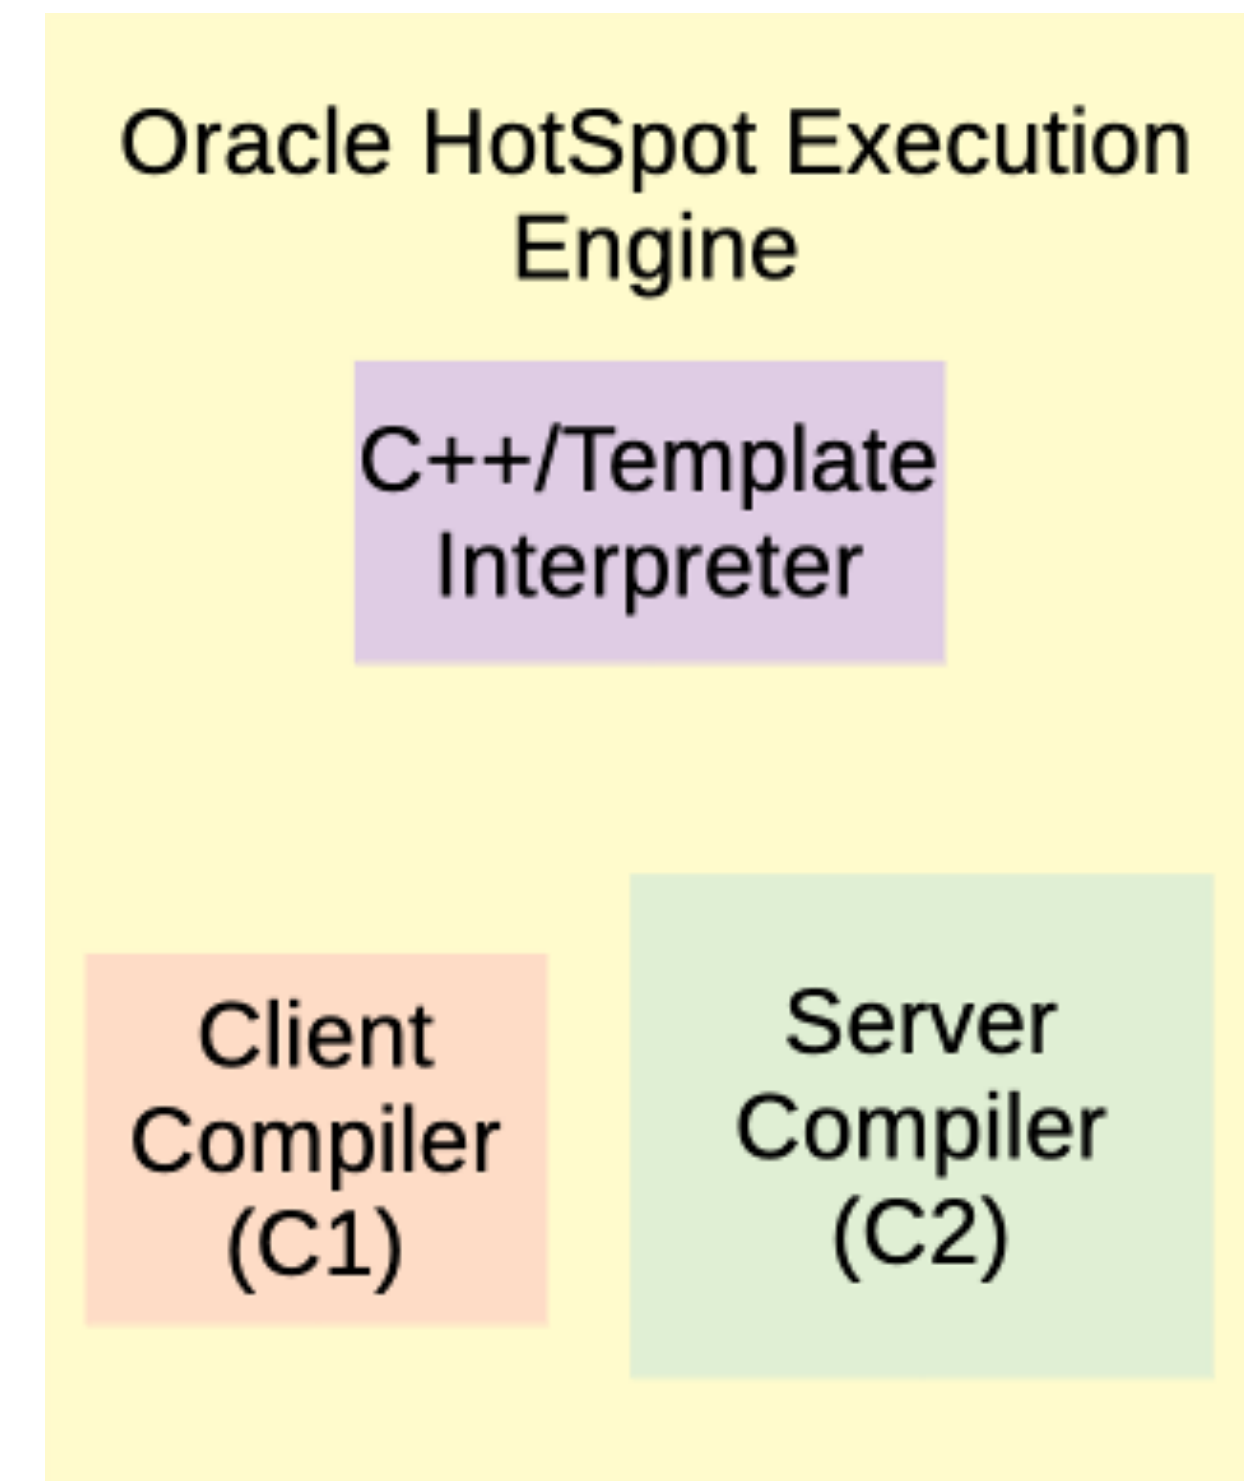 Oracle HotSpot Execution
Engine
C++/Template
Interpreter
Client
Compiler
(C1)
Server
Compiler
(C2)